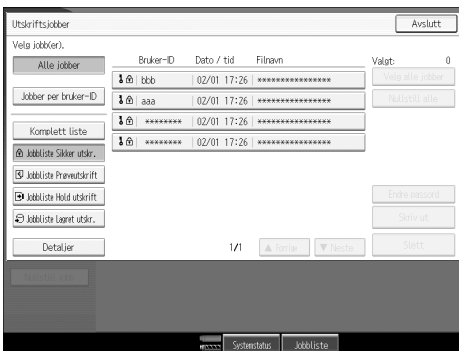 Utskriftsjobber
Avslutt
Velg jobb(er).
Alle jobber
Jobber per bruker-ID
Komplett liste
Jobbliste Sikker utskr.
Jobbliste Prøveutskrift
Jobbliste Hold utskrift
Jobbliste Lagret utskr.
Detaljer
Bruker-ID Dato / tid Filnavn
bbb 02/01 17:26 ****************
aaa 02/01 17:26 ****************
******** 02/01 17:26 ****************
******** 02/01 17:26 ****************
1/1 ▲ Forrige ▼ Neste
Valgt: 0
Velg alle jobber
Nullstill alle
Endre passord
Skriv ut
Slett
Systemstatus Jobbliste